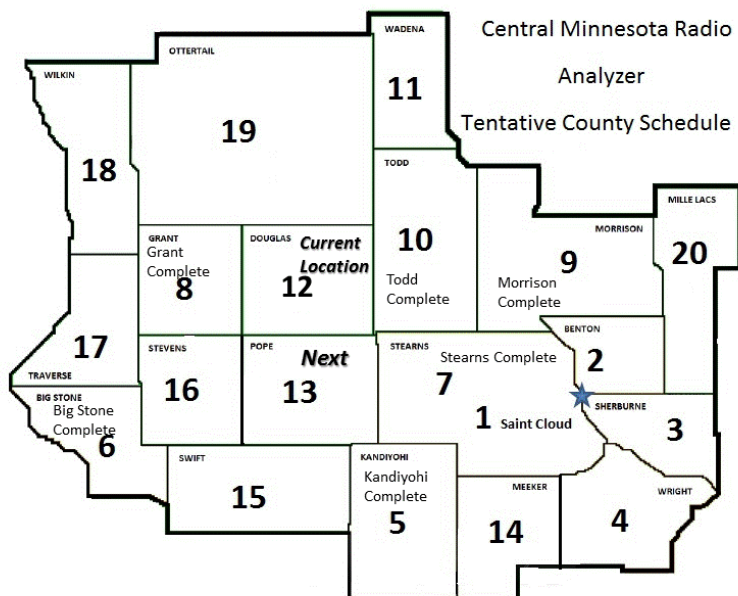 Central Minnesota Radio
Analyzer
Tentative County Schedule
WADENA
11
OTTERTAIL
19
WILKIN
18
TODD
10
Todd
Complete
MILLE LACS
20
MORRISON
9
Morrison
Complete
GRANT
Grant
Complete
8
DOUGLAS
Current
Location
12
BENTON
2
17
TRAVERSE
STEVENS
16
POPE
Next
13
STEARNS
Stearns Complete
7
1
Saint Cloud
SHERBURNE
3
BIG STONE
Big Stone
Complete
6
SWIFT
15
KANDIYOHI
Kandiyohi
Complete
5
MEEKER
14
WRIGHT
4